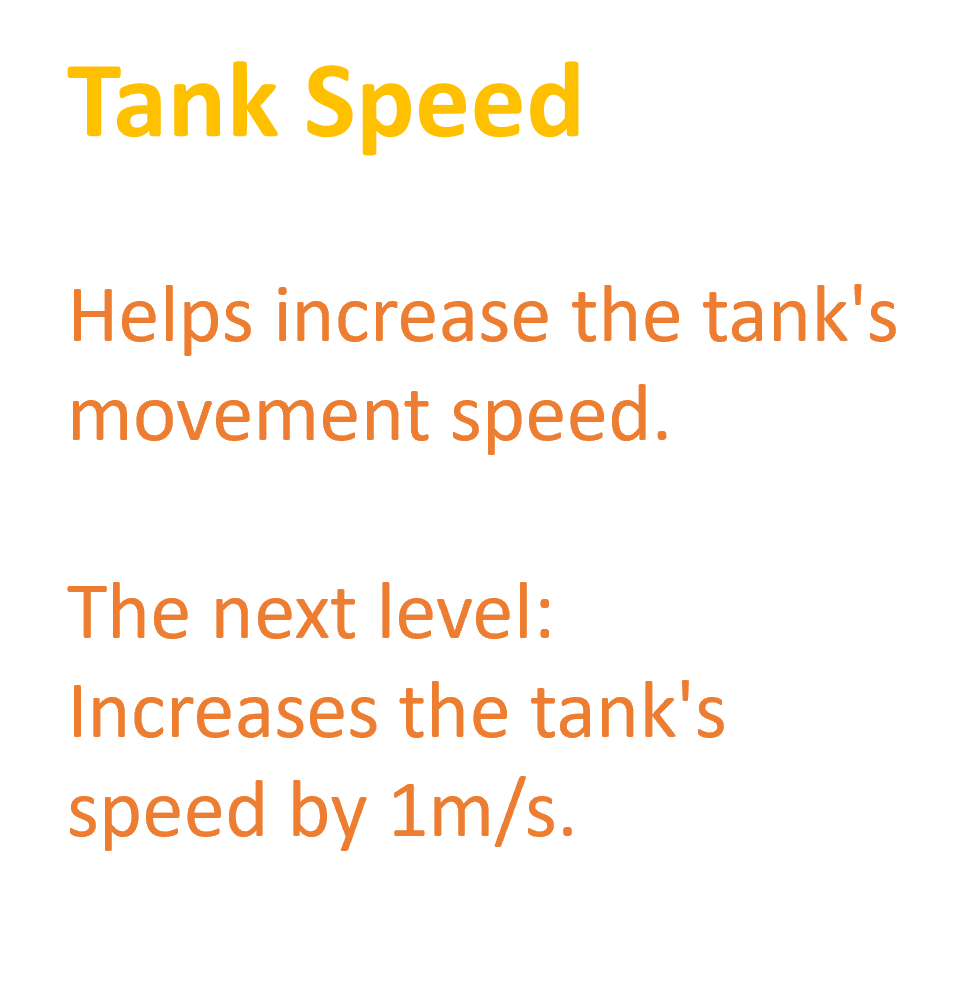 Tank Speed
Helps increase the tank's
movement speed.
The next level:
Increases the tank's
speed by 1m/s.